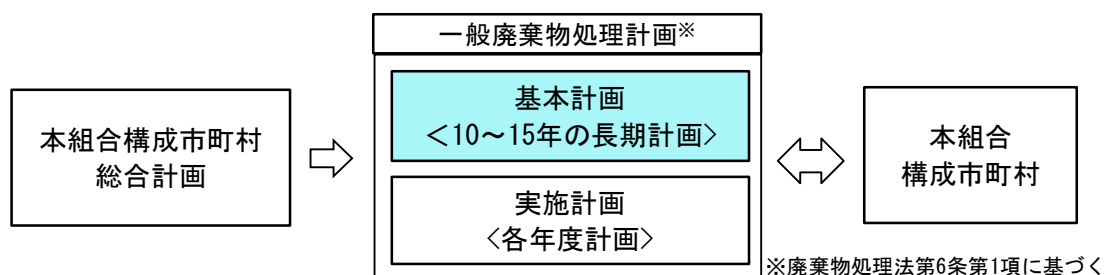 一般廃棄物処理計画※
本組合構成市町村
総合計画
基本計画
＜10～15年の長期計画＞
実施計画
＜各年度計画＞
本組合
構成市町村
※廃棄物処理法第6条第1項に基づく